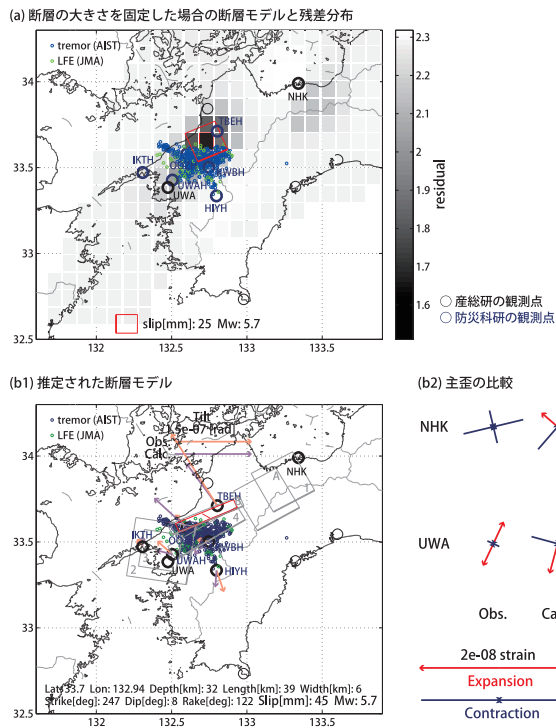 (a) 断層の大きさを固定した場合の断層モデルと残差分布
tremor (AIST)
LFE (JMA)
NHK
TBEH
IKTH
UWAH
UWA
HIYH
slip[mm]: 25 Mw: 5.7
34
33.5
33
32.5
132
132.5
133
133.5
2.3
2.2
2.1
2
1.9
1.8
1.7
1.6
residual
産総研の観測点
防災科研の観測点
(b1) 推定された断層モデル
tremor (AIST)
LFE (JMA)
Tilt
1.5e-07 [rad]
Obs.
Calc.
NHK
A
TBEH
4
IKTH
UWAH
UWA
HIYH
2
Lat: 33.7 Lon: 132.94 Depth[km]: 32 Length[km]: 39 Width[km]: 6
Strike[deg]: 247 Dip[deg]: 8 Rake[deg]: 122 Slip[mm]: 45 Mw: 5.7
34
33.5
33
32.5
132
132.5
133
133.5
(b2) 主歪の比較
NHK
UWA
Obs.
Ca
2e-08 strain
Expansion
Contraction